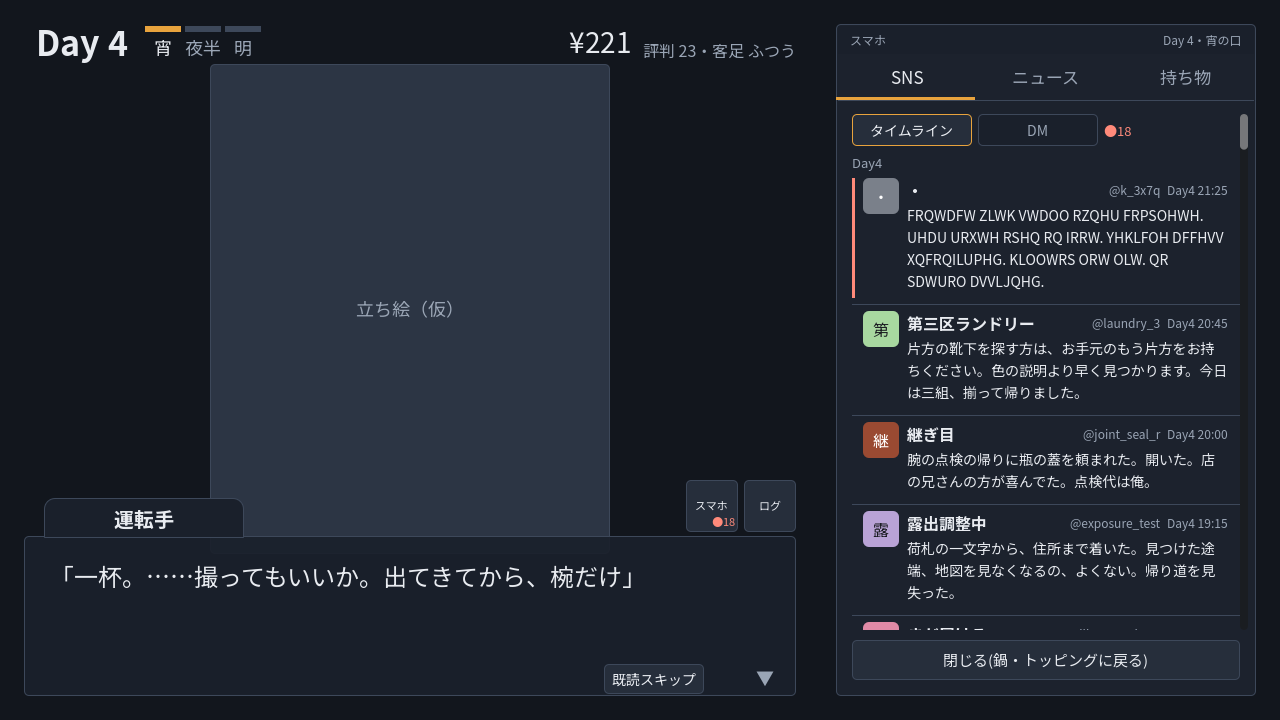 Day 4
宵 夜半 明
¥221
評判 23・客足 ふつう
立ち絵（仮）
スマホ
18
ログ
運転手
「一杯。……撮ってもいいか。出てきてから、椀だけ」
既読スキップ
▼
スマホ
Day 4・宵の口
SNS
ニュース
持ち物
タイムライン
DM
18
Day4
・
・ @k_3x7q Day4 21:25
FRQWDFW ZLWK VWDOO RZQHU FRPSOHWH.
UHDU URXWH RSHQ RQ IRRW. YHKLFOH DFFHVV
XQFRQILUPHG. KLOOWRS ORW OLW. QR
SDWURO DVVLJQHG.
第
第三区ランドリー @laundry_3 Day4 20:45
片方の靴下を探す方は、お手元のもう片方をお持
ちください。色の説明より早く見つかります。今日
は三組、揃って帰りました。
継
継ぎ目 @joint_seal_r Day4 20:00
腕の点検の帰りに瓶の蓋を頼まれた。開いた。店
の兄さんの方が喜んでた。点検代は俺。
露
露出調整中 @exposure_test Day4 19:15
荷札の一文字から、住所まで着いた。見つけた途
端、地図を見なくなるの、よくない。帰り道を見
失った。
閉じる(鍋・トッピングに戻る)